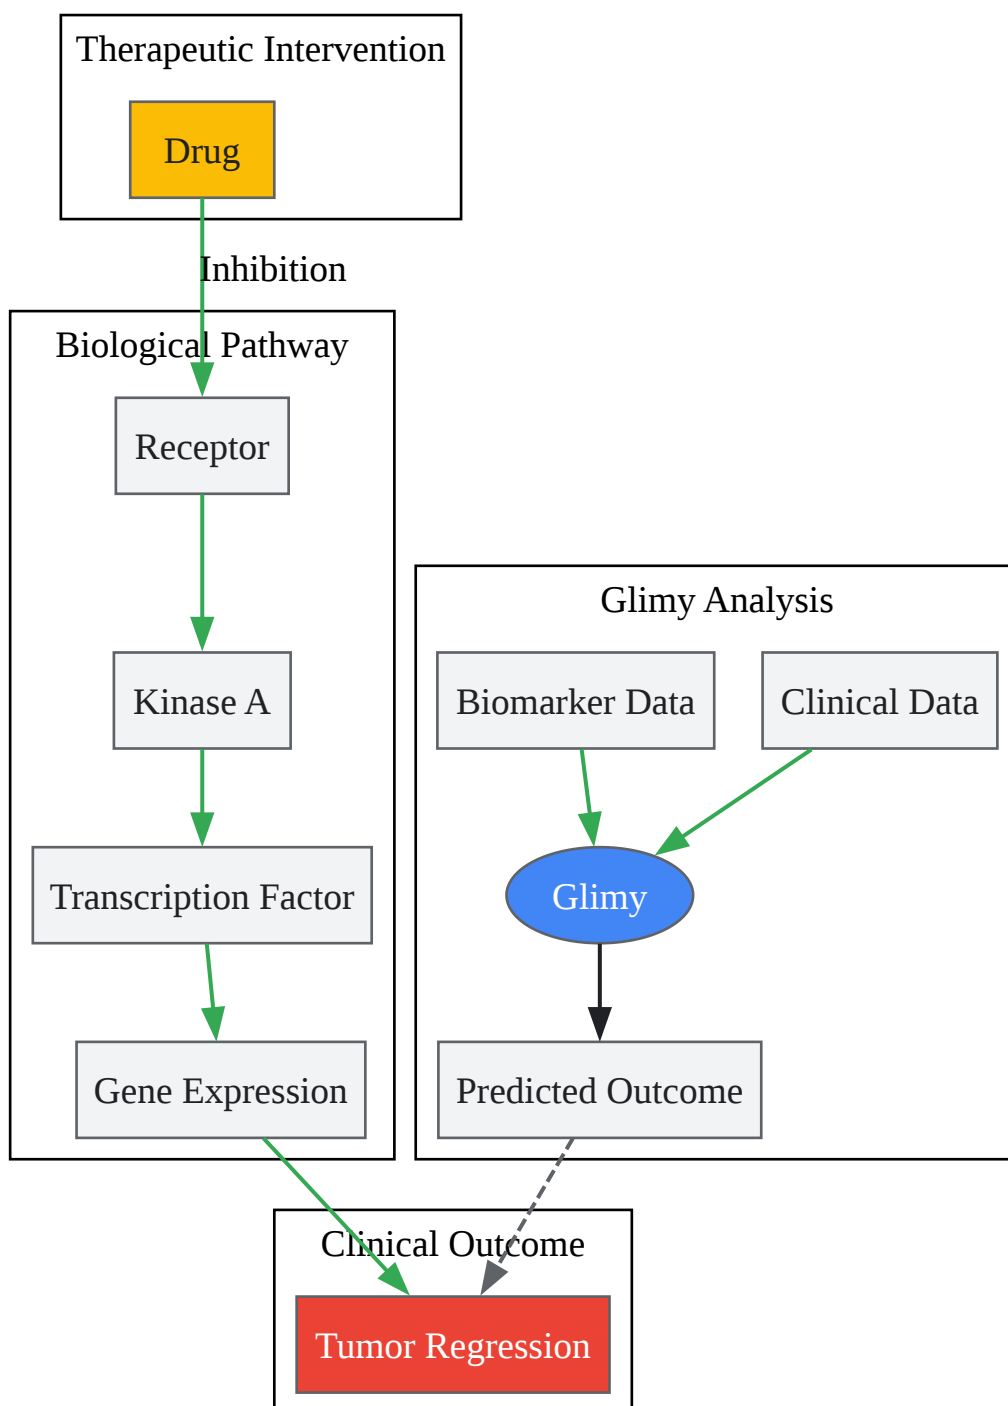 Therapeutic Intervention
Drug
Inhibition
Biological Pathway
Receptor
Glimy Analysis
Kinase A
Biomarker Data
Clinical Data
Transcription Factor
Glimy
Gene Expression
Predicted Outcome
Clinical Outcome
Tumor Regression